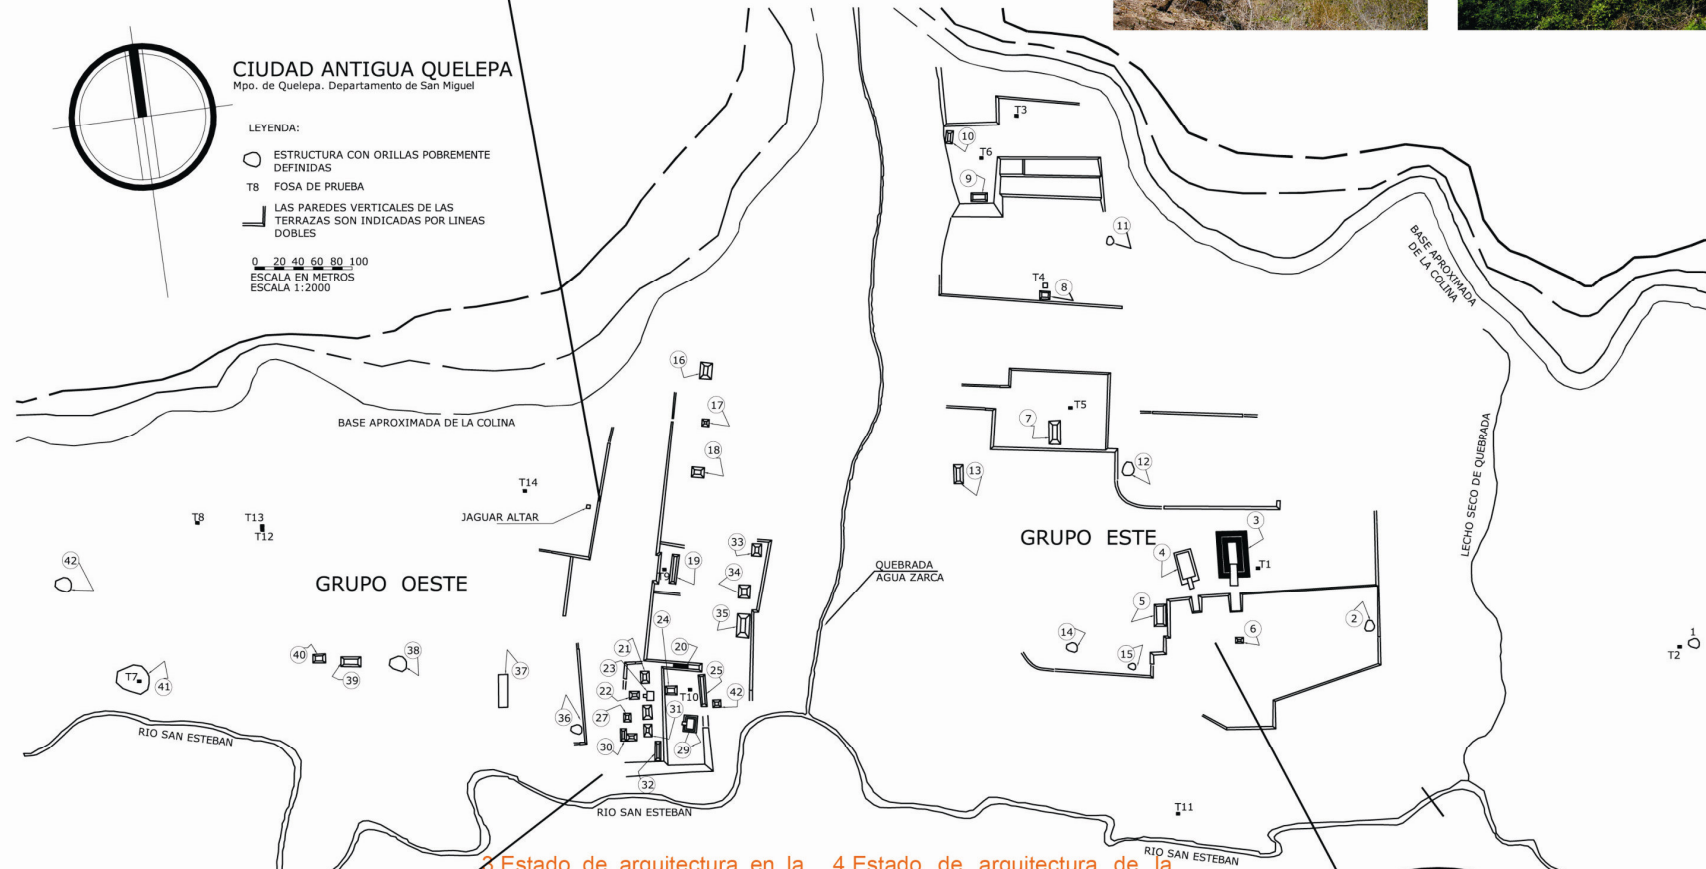 CIUDAD ANTIGUA QUELEPA
Mpo. de Quelepa. Departamento de San Miguel
LEYENDA:
ESTRUCTURA CON ORILLAS POBREMENTE
DEFINIDAS
T8 FOSA DE PRUEBA
LAS PAREDES VERTICALES DE LAS
TERRAZAS SON INDICADAS POR LINEAS
DOBLES
0 20 40 60 80 100
ESCALA EN METROS
ESCALA 1:2000
T3
10
T6
9
11
BASE APROXIMADA
DE LA COLINA
T4
8
16
17
BASE APROXIMADA DE LA COLINA
18
7
T5
12
13
LECHO SECO DE QUEBRADA
T14
JAGUAR ALTAR
T8
T13
T12
33
GRUPO ESTE
3
4
T1
42
GRUPO OESTE
T9
19
34
QUEBRADA
AGUA ZARCA
35
5
24
14
6
2
1
T2
15
40
39
38
37
21
20
23
25
22
T10
42
T7
41
36
27
31
30
29
32
RIO SAN ESTEBAN
RIO SAN ESTEBAN
T11
RIO SAN ESTEBAN
3 Estado de arquitectura en la
4 Estado de arquitectura de la